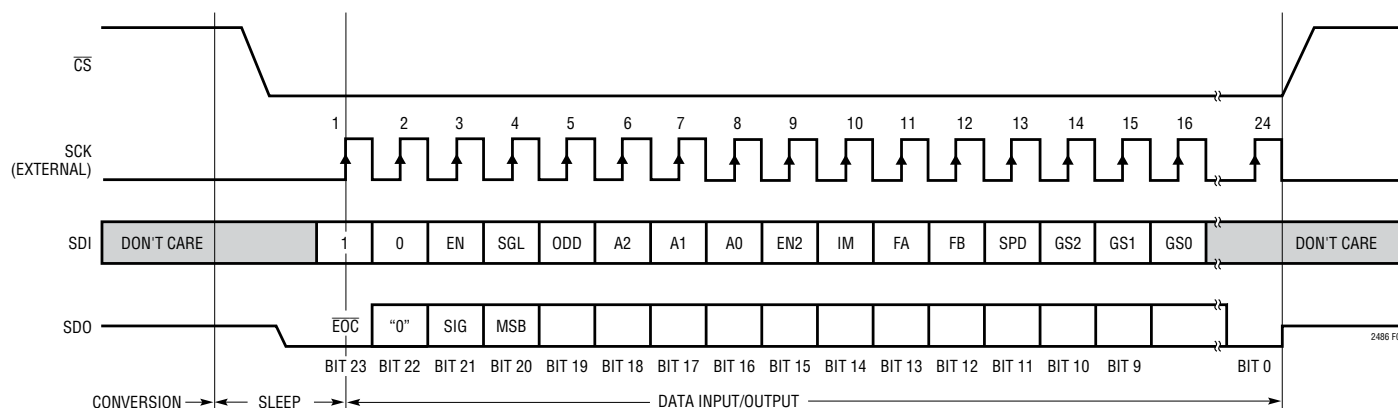 CS
1 2 3 4 5 6 7 8 9 10 11 12 13 14 15 16 24
SCK
(EXTERNAL)
SDI DON'T CARE 1 0 EN SGL ODD A2 A1 A0 EN2 IM FA FB SPD GS2 GS1 GS0 DON'T CARE
SDO EOC “0” SIG MSB
2486 F0
BIT 23 BIT 22 BIT 21 BIT 20 BIT 19 BIT 18 BIT 17 BIT 16 BIT 15 BIT 14 BIT 13 BIT 12 BIT 11 BIT 10 BIT 9 BIT 0
CONVERSION SLEEP DATA INPUT/OUTPUT